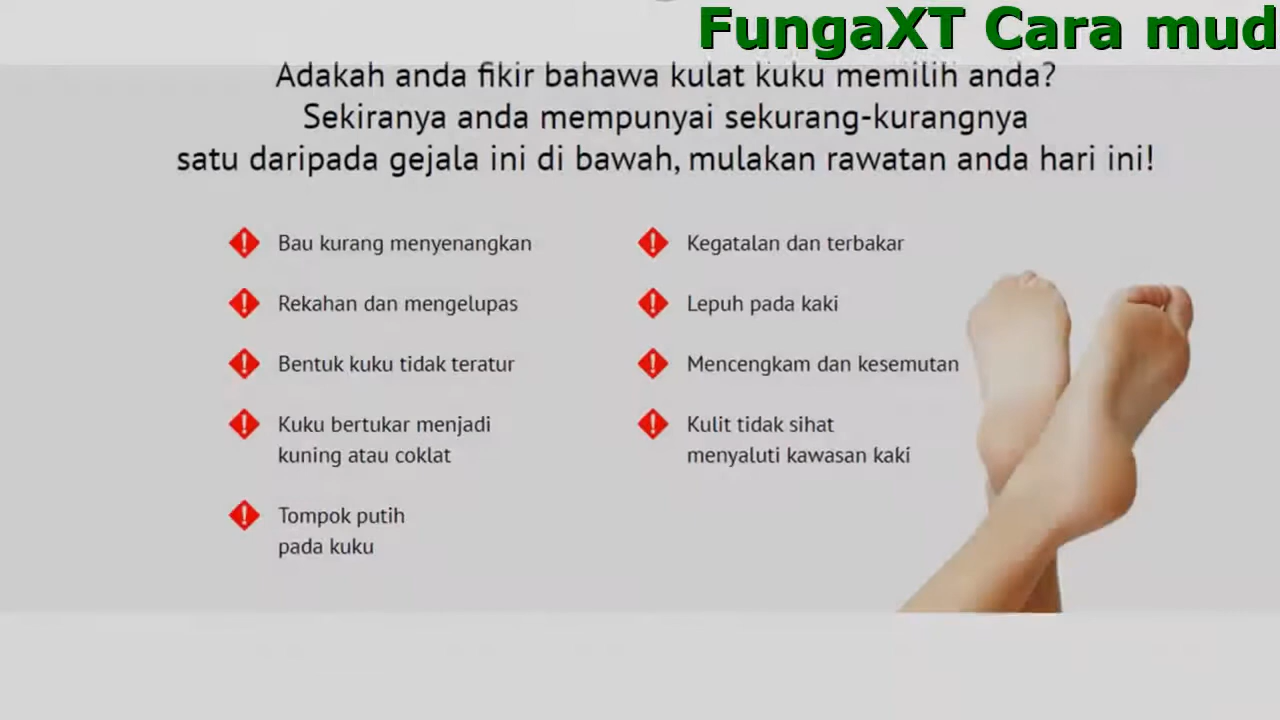 FungaXT Cara mud
Adakah anda fikir bahawa kulat kuku memilih anda?
Sekiranya anda mempunyai sekurang-kurangnya
satu daripada gejala ini di bawah, mulakan rawatan anda hari ini!
Bau kurang menyenangkan
Rekahan dan mengelupas
Bentuk kuku tidak teratur
Kuku bertukar menjadi
kuning atau coklat
Tompok putih
pada kuku
Kegatalan dan terbakar
Lepuh pada kaki
Mencengkam dan kesemutan
Kulit tidak sihat
menyaluti kawasan kaki